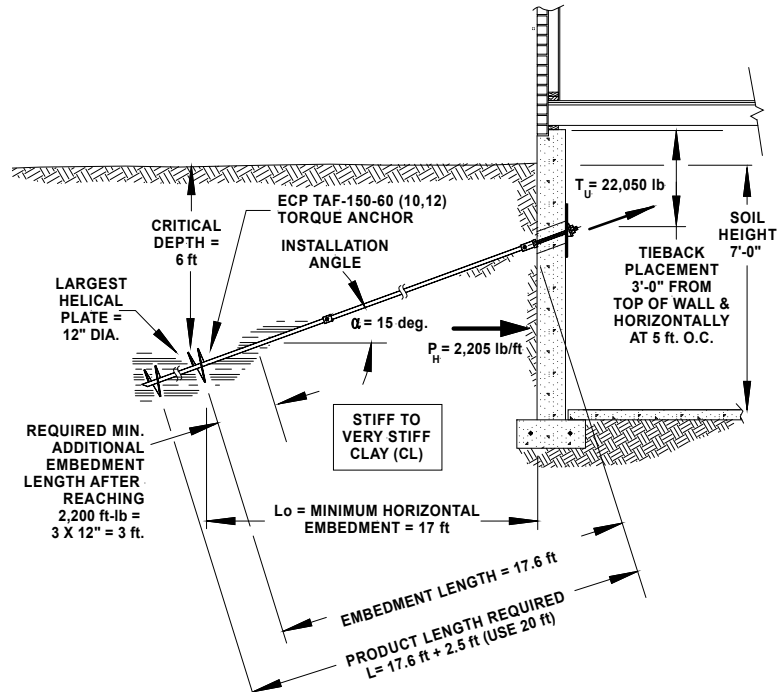 ECP TAF-150-60 (10,12)
TORQUE ANCHOR
CRITICAL
DEPTH =
6 ft
INSTALLATION
ANGLE
T = 22,050 lb
U
SOIL
HEIGHT
7'-0"
TIEBACK
PLACEMENT
3'-0" FROM
TOP OF WALL &
HORIZONTALLY
AT 5 ft. O.C.
LARGEST
HELICAL
PLATE =
12" DIA.
α = 15 deg.
P = 2,205 lb/ft
H
STIFF TO
VERY STIFF
CLAY (CL)
REQUIRED MIN.
ADDITIONAL
EMBEDMENT
LENGTH AFTER
REACHING
2,200 ft-lb =
3 X 12" = 3 ft.
Lo = MINIMUM HORIZONTAL
EMBEDMENT = 17 ft
EMBEDMENT LENGTH = 17.6 ft
PRODUCT LENGTH REQUIRED
L= 17.6 ft + 2.5 ft (USE 20 ft)